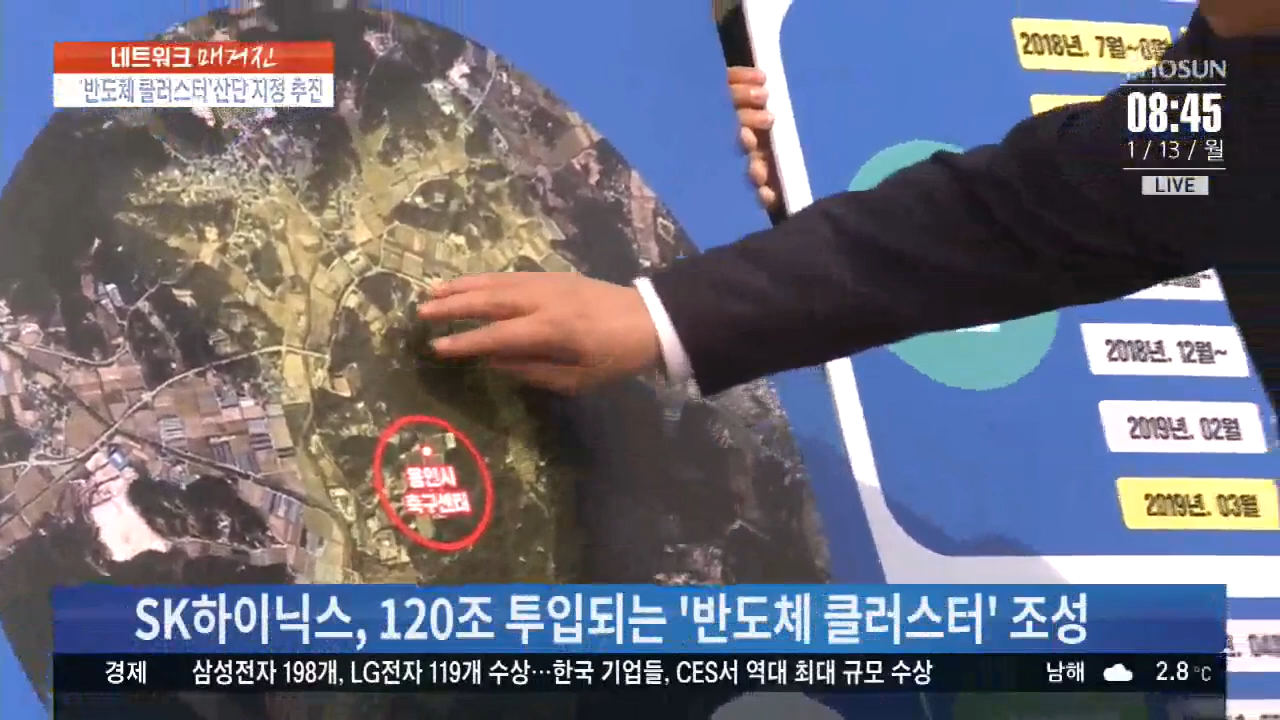 네트워크 매거진
'반도체 클러스터' 산단 지정 추진
2018년. 7월~
CHOSUN
08:45
1 / 13 / 월
LIVE
2018년. 12월~
2019년. 02월
2019년. 03월
용인시
축구센터
SK하이닉스, 120조 투입되는 '반도체 클러스터' 조성
경제 삼성전자 198개, LG전자 119개 수상…한국 기업들, CES서 역대 최대 규모 수상 남해 2.8℃